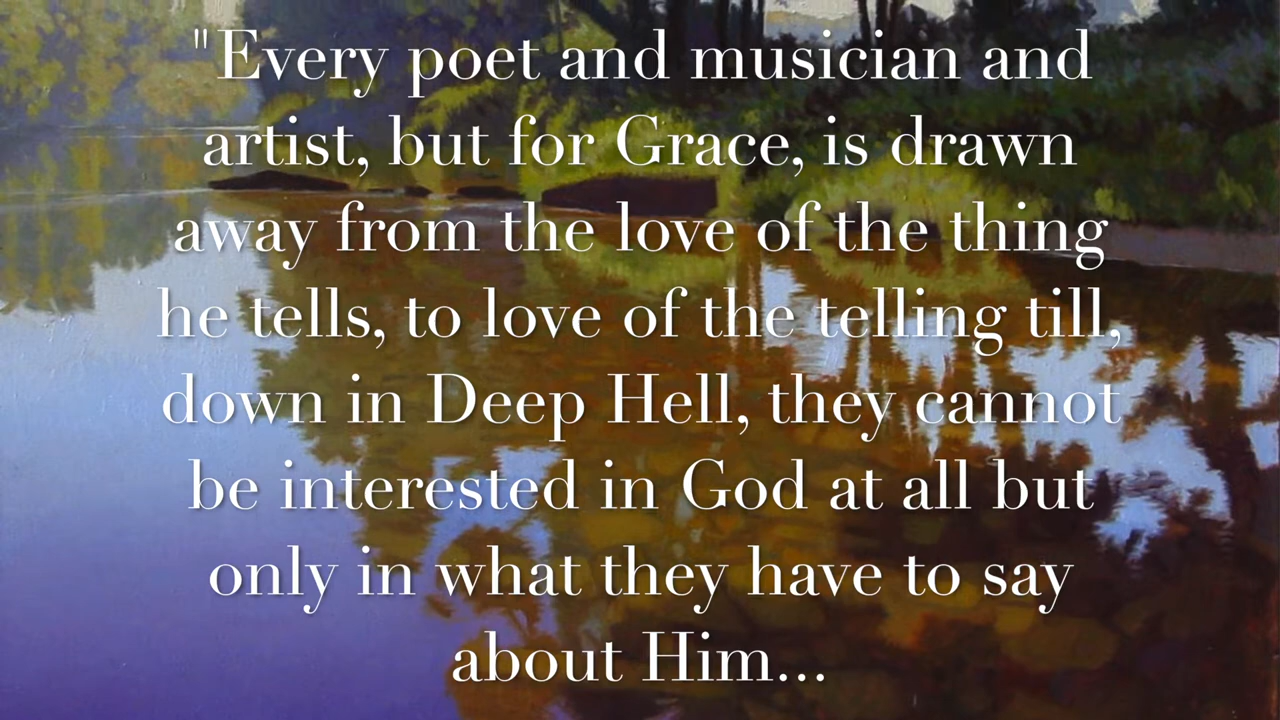 "Every poet and musician and
artist, but for Grace, is drawn
away from the love of the thing
he tells, to love of the telling till,
down in Deep Hell, they cannot
be interested in God at all but
only in what they have to say
about Him...